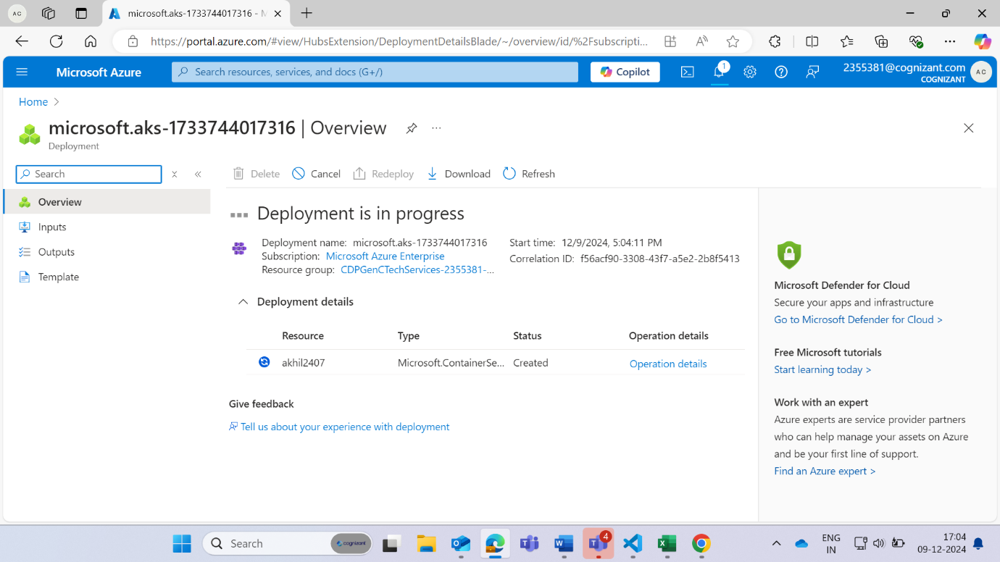 AC
microsoft.aks-1733744017316 - M
https://portal.azure.com/#view/HubsExtension/DeploymentDetailsBlade/~/overview/id/%2Fsubscripti...
Microsoft Azure
Search resources, services, and docs (G+/)
Copilot
1
2355381@cognizant.com
COGNIZANT
AC
Home
microsoft.aks-1733744017316 | Overview
Deployment
Search
Delete
Cancel
Redeploy
Download
Refresh
Overview
Inputs
Outputs
Template
Deployment is in progress
Deployment name: microsoft.aks-1733744017316
Subscription: Microsoft Azure Enterprise
Resource group: CDPGenCTechServices-2355381-...
Start time: 12/9/2024, 5:04:11 PM
Correlation ID: f56acf90-3308-43f7-a5e2-2b8f5413
Deployment details
Resource Type Status Operation details
akhil2407 Microsoft.ContainerSe... Created Operation details
Give feedback
Tell us about your experience with deployment
Microsoft Defender for Cloud
Secure your apps and infrastructure
Go to Microsoft Defender for Cloud >
Free Microsoft tutorials
Start learning today >
Work with an expert
Azure experts are service provider partners
who can help manage your assets on Azure
and be your first line of support.
Find an Azure expert >
Search
cognizant
4
ENG
IN
17:04
09-12-2024